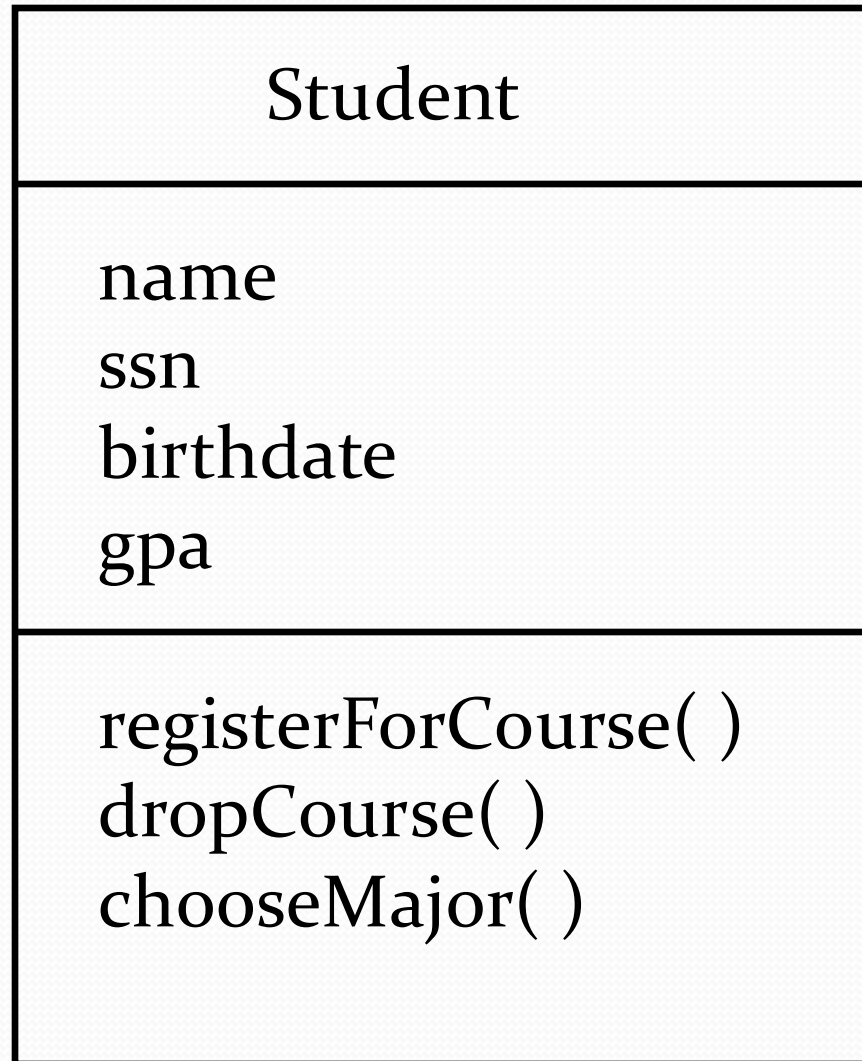 Student
name
ssn
birthdate
gpa
registerForCourse( )
dropCourse( )
chooseMajor( )